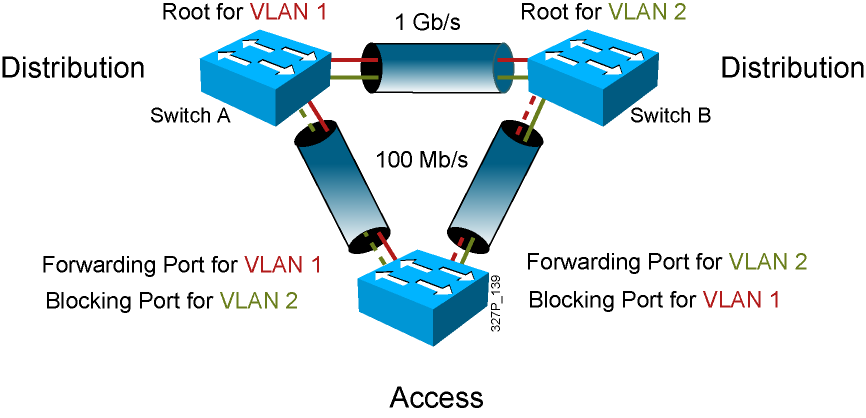 Root for VLAN 1
1 Gb/s
Root for VLAN 2
Distribution
Distribution
Switch A
Switch B
100 Mb/s
Forwarding Port for VLAN 1
Blocking Port for VLAN 2
Forwarding Port for VLAN 2
Blocking Port for VLAN 1
327P_139
Access